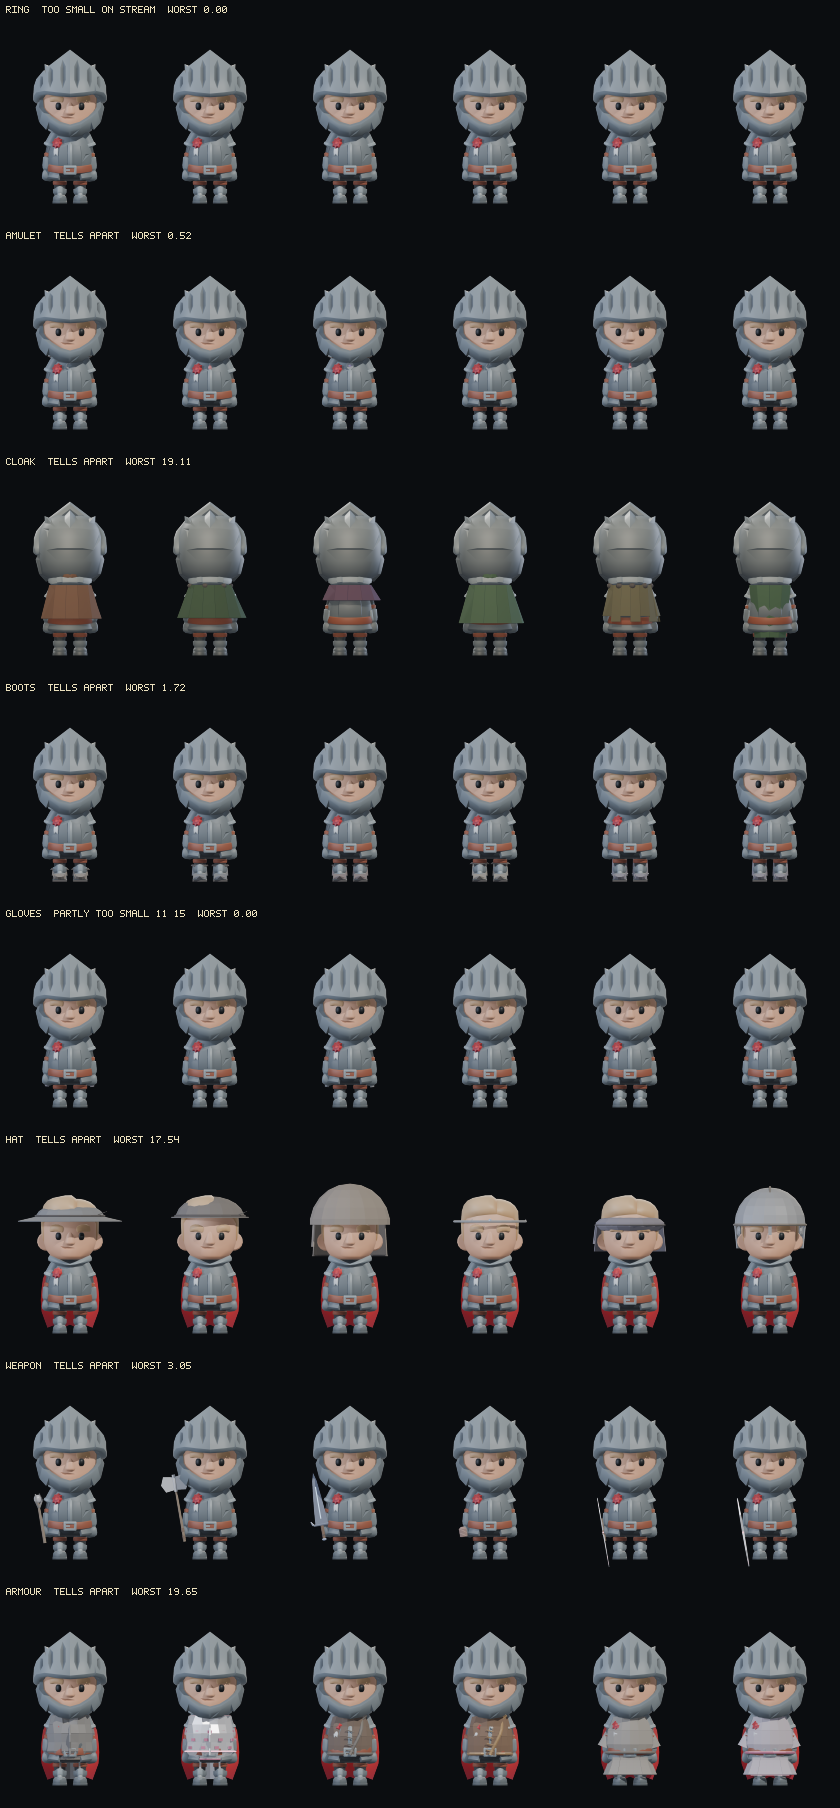 RING  TOO SMALL ON STREAM  WORST 0.00
AMULET  TELLS APART  WORST 0.52
CLOAK  TELLS APART  WORST 19.11
BOOTS  TELLS APART  WORST 1.72
GLOVES  PARTLY TOO SMALL 11 15  WORST 0.00
HAT  TELLS APART  WORST 17.54
WEAPON  TELLS APART  WORST 3.05
ARMOUR  TELLS APART  WORST 19.65